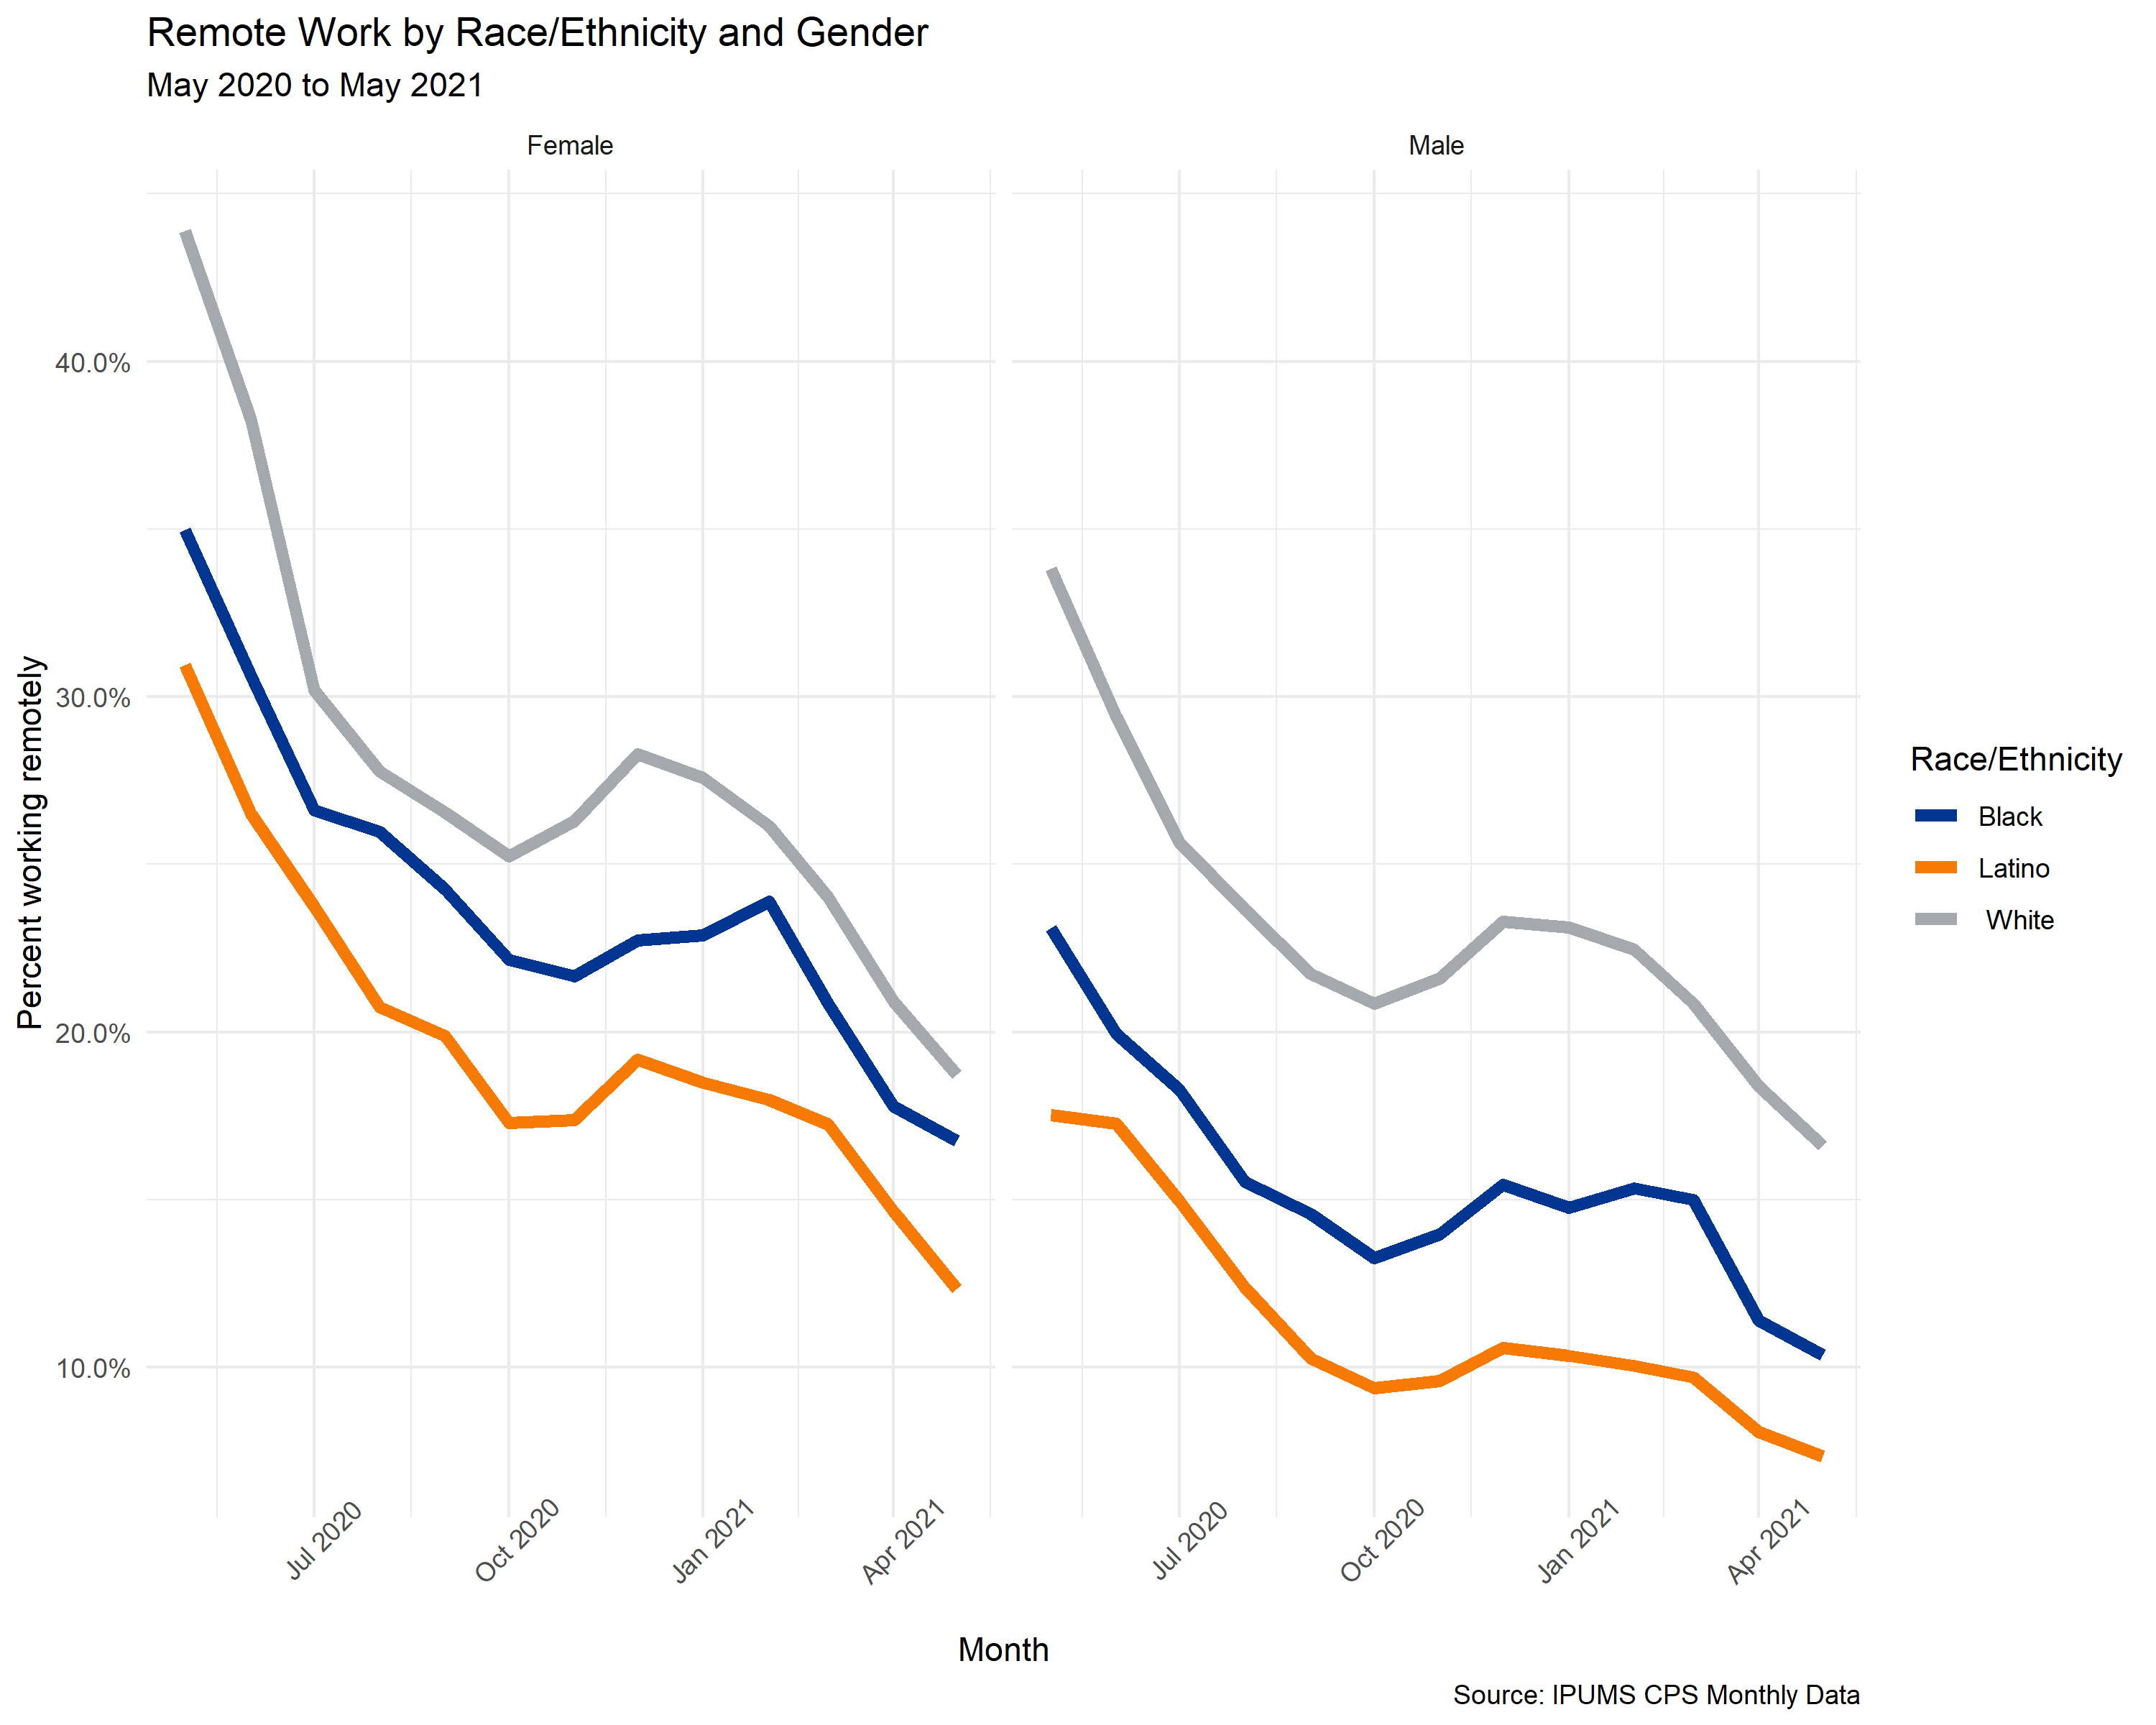 Remote Work by Race/Ethnicity and Gender
May 2020 to May 2021
Female
Male
Percent working remotely
40.0%
30.0%
20.0%
10.0%
Jul 2020
Oct 2020
Jan 2021
Apr 2021
Jul 2020
Oct 2020
Jan 2021
Apr 2021
Month
Race/Ethnicity
Black
Latino
White
Source: IPUMS CPS Monthly Data